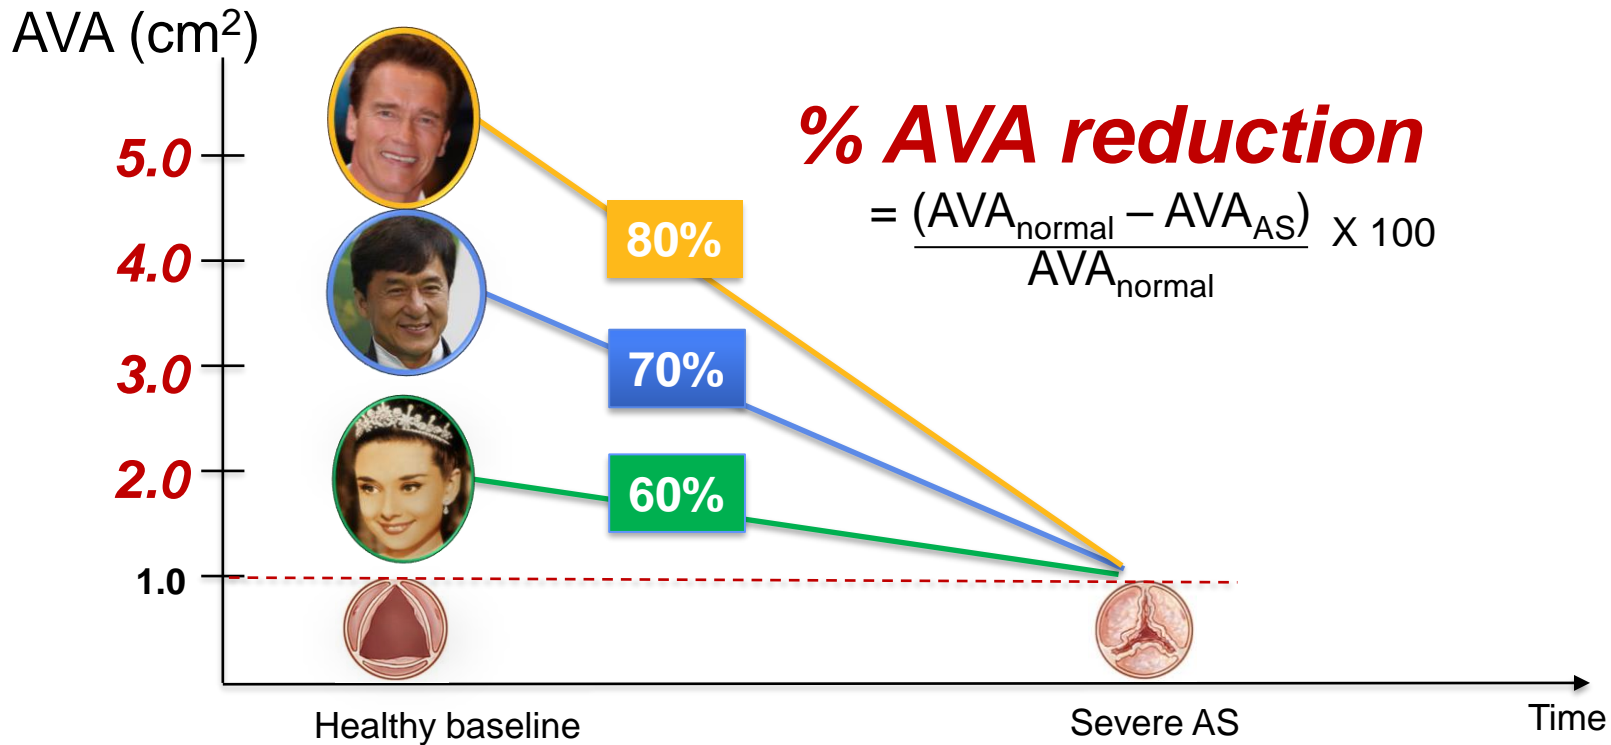 AVA (cm²)
% AVA reduction
5.0
= (AVAnormal – AVAAS) X 100
AVAnormal
80%
4.0
3.0
70%
2.0
60%
1.0
Healthy baseline
Severe AS
Time